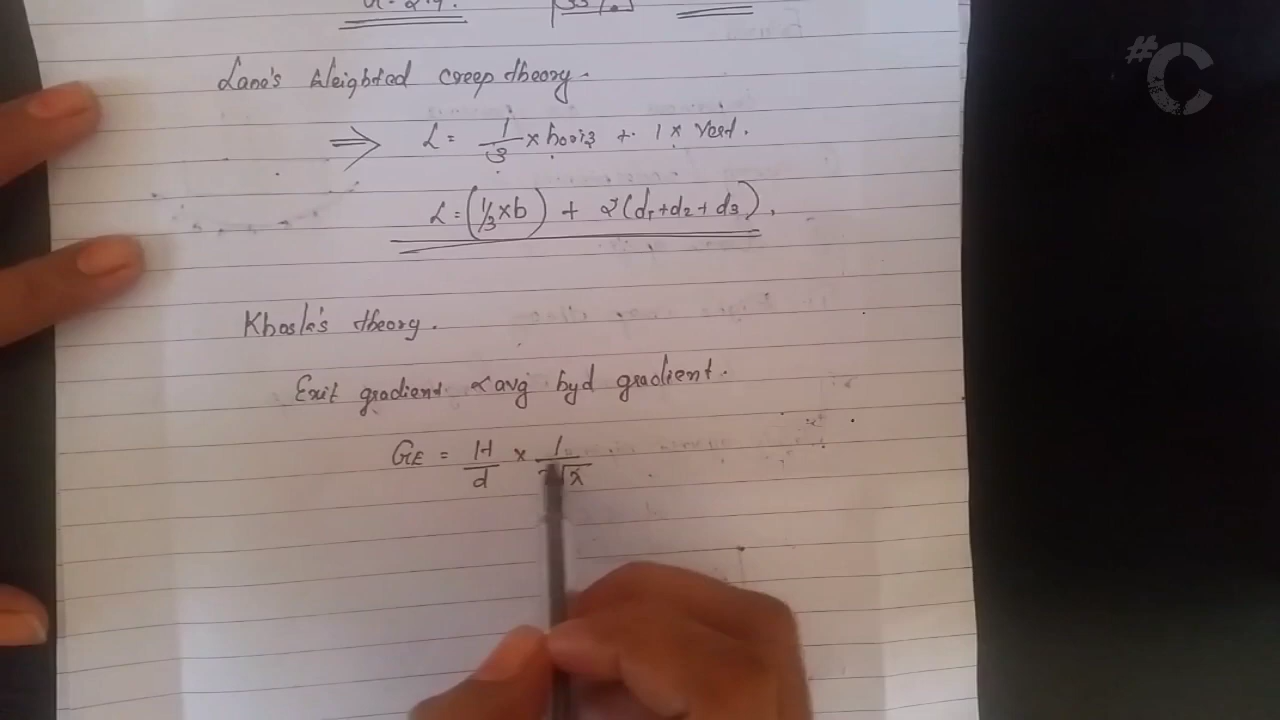 #C
Lane's Weighted Creep theory.
⇒ L = 1/3 × horiz + 1 × Vert.
L = (1/3 × b) + 2(d1+d2+d3).
Khosla's theory.
Exit gradient & avg hyd gradient.
GE = H/d × 1/π√λ